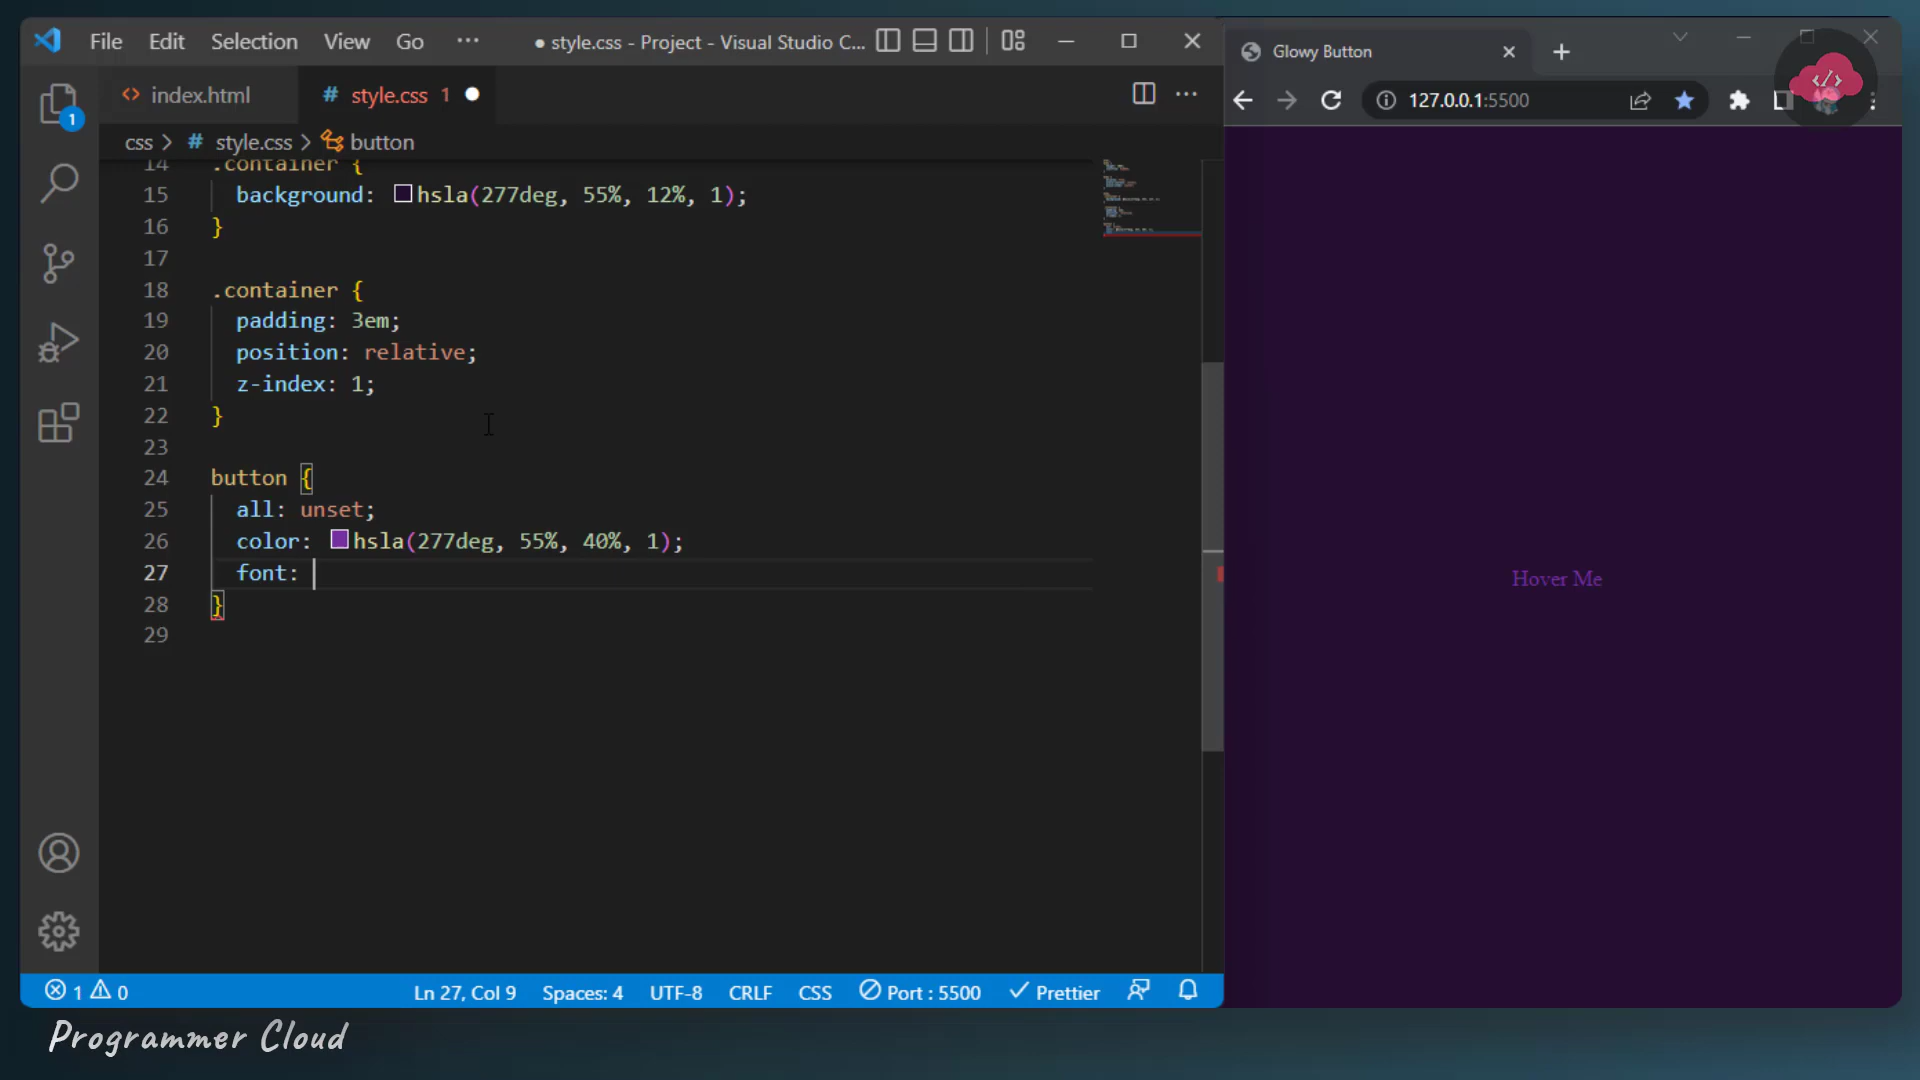 File Edit Selection View Go ··· ● style.css - Project - Visual Studio C...
Glowy Button
index.html # style.css 1
127.0.0.1:5500
css > # style.css > button
14 .container {
15 background: hsla(277deg, 55%, 12%, 1);
16 }
17
18 .container {
19 padding: 3em;
20 position: relative;
21 z-index: 1;
22 }
23
24 button {
25 all: unset;
26 color: hsla(277deg, 55%, 40%, 1);
27 font:
28 }
29
1
Hover Me
1 0 Ln 27, Col 9 Spaces: 4 UTF-8 CRLF CSS Port : 5500 Prettier
Programmer Cloud